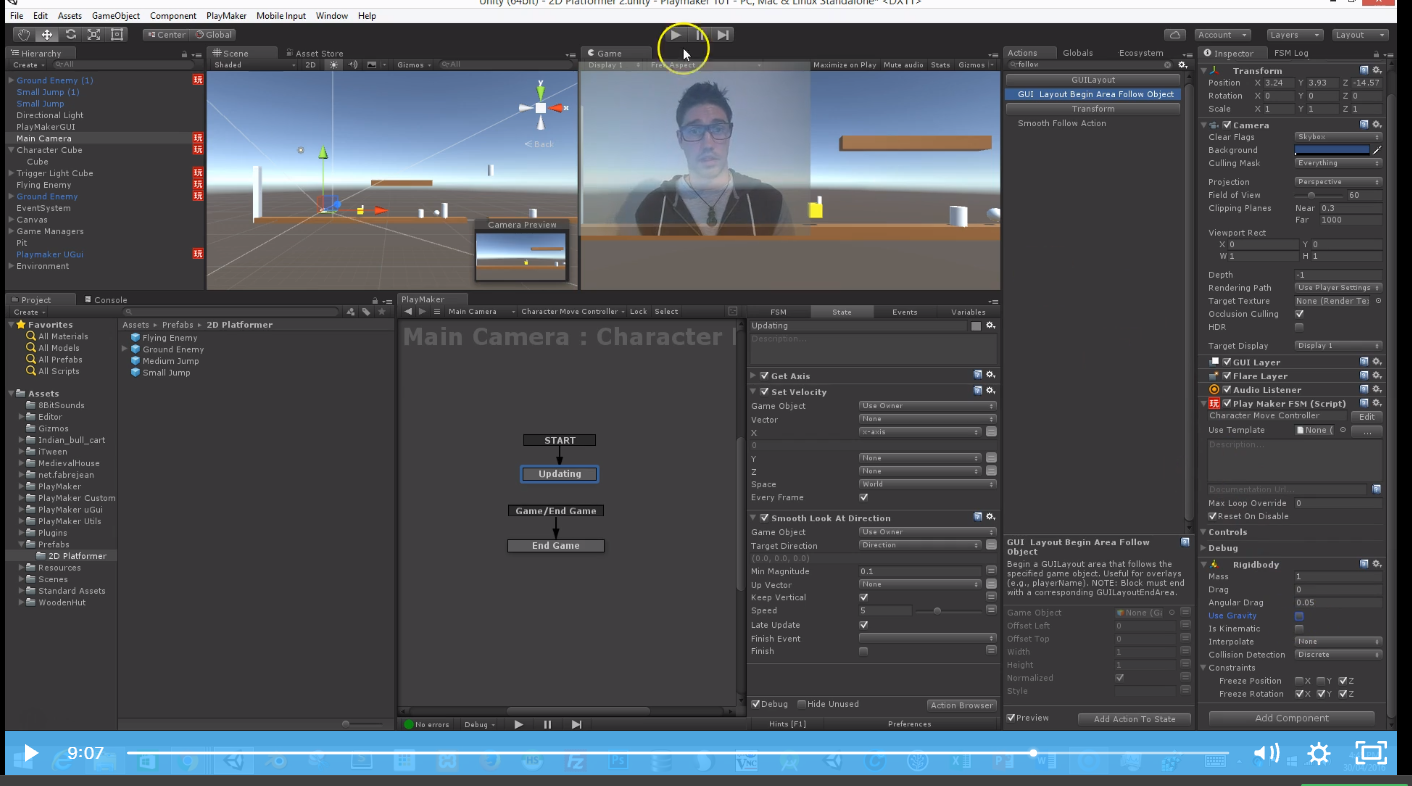 Unity (64bit) - 2D Platformer 2.unity - Playmaker 101 - PC, Mac & Linux Standalone* <DX11>
File Edit Assets GameObject Component PlayMaker Mobile Input Window Help
Center Global Account Layers Layout
Hierarchy
Create All
Ground Enemy (1)
Small Jump (1)
Small Jump
Directional Light
PlayMakerGUI
Main Camera
Character Cube
Cube
Trigger Light Cube
Flying Enemy
Ground Enemy
EventSystem
Canvas
Game Managers
Pit
Playmaker UGui
Environment
Scene Asset Store
Shaded 2D Gizmos All
y
x
Back
Camera Preview
Game
Display 1 Free Aspect Maximize on Play Mute audio Stats Gizmos
Actions Globals Ecosystem
follow
GUILayout
GUI Layout Begin Area Follow Object
Transform
Smooth Follow Action
GUI Layout Begin Area Follow Object
Begin a GUILayout area that follows the
specified game object. Useful for overlays
(e.g., playerName). NOTE: Block must end
with a corresponding GUILayoutEndArea.
Game Object None (G
Offset Left 0
Offset Top 0
Width 1
Height 1
Normalized
Style
Preview Add Action To State
Inspector FSM Log
Transform
Position X 3.24 Y 3.93 Z -14.57
Rotation X 0 Y 0 Z 0
Scale X 1 Y 1 Z 1
Camera
Clear Flags Skybox
Background
Culling Mask Everything
Projection Perspective
Field of View 60
Clipping Planes Near 0.3
Far 1000
Viewport Rect
X 0 Y 0
W 1 H 1
Depth -1
Rendering Path Use Player Settings
Target Texture None (Render Te
Occlusion Culling
HDR
Target Display Display 1
GUI Layer
Flare Layer
Audio Listener
Play Maker FSM (Script)
Character Move Controller Edit
Use Template None ( ...
Description...
Documentation Url...
Max Loop Override 0
Reset On Disable
Controls
Debug
Rigidbody
Mass 1
Drag 0
Angular Drag 0.05
Use Gravity
Is Kinematic
Interpolate None
Collision Detection Discrete
Constraints
Freeze Position X Y Z
Freeze Rotation X Y Z
Add Component
Project Console
Create
Favorites
All Materials
All Models
All Prefabs
All Scripts
Assets
8BitSounds
Editor
Gizmos
Indian_bull_cart
iTween
MedievalHouse
net.fabrejean
PlayMaker
PlayMaker Custom
PlayMaker uGui
PlayMaker Utils
Plugins
Prefabs
2D Platformer
Resources
Scenes
Standard Assets
WoodenHut
Assets Prefabs 2D Platformer
Flying Enemy
Ground Enemy
Medium Jump
Small Jump
PlayMaker
Main Camera Character Move Controller Lock Select
Main Camera : Character
START
Updating
Game/End Game
End Game
No errors Debug
FSM State Events Variables
Updating
Description...
Get Axis
Set Velocity
Game Object Use Owner
Vector None
X x-axis
0
Y None
Z None
Space World
Every Frame
Smooth Look At Direction
Game Object Use Owner
Target Direction Direction
(0.0, 0.0, 0.0)
Min Magnitude 0.1
Up Vector None
Keep Vertical
Speed 5
Late Update
Finish Event
Finish
Debug Hide Unused Action Browser
Hints [F1] Preferences
9:07